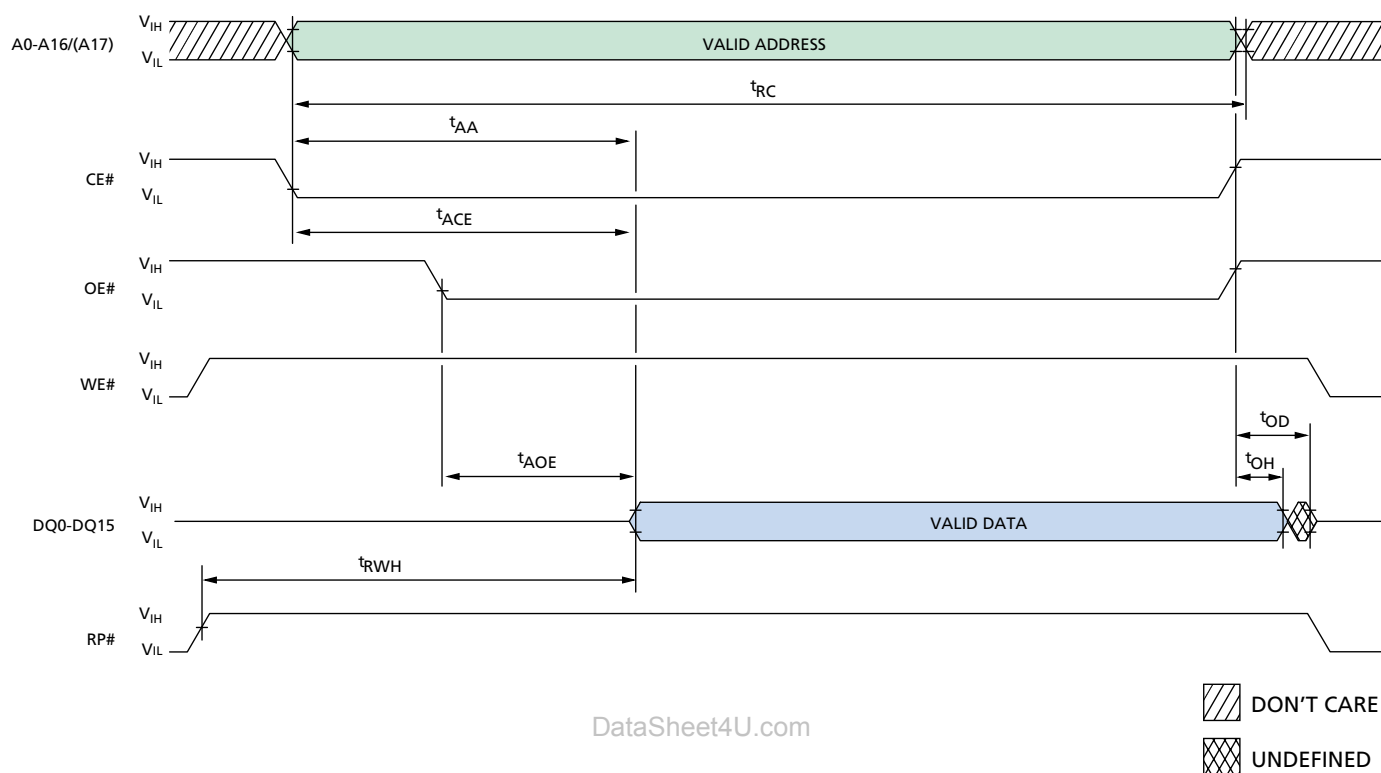 VIH
A0-A16/(A17)
VIL
VALID ADDRESS
tRC
tAA
VIH
CE#
VIL
tACE
VIH
OE#
VIL
VIH
WE#
VIL
tOD
tAOE
tOH
VIH
DQ0-DQ15
VIL
VALID DATA
tRWH
VIH
RP#
VIL
DON'T CARE
DataSheet4U.com
UNDEFINED